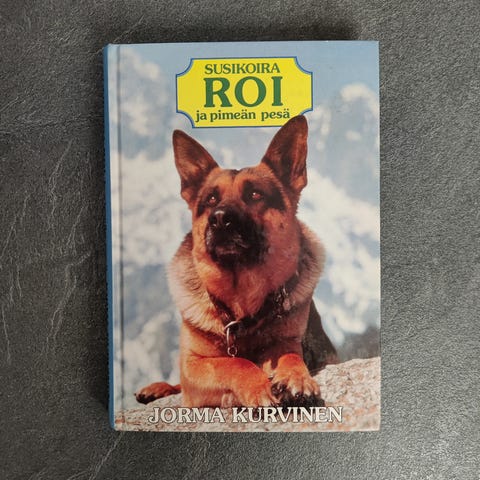 SUSIKOIRA
ROI
ja pimeän pesä
JORMA KURVINEN